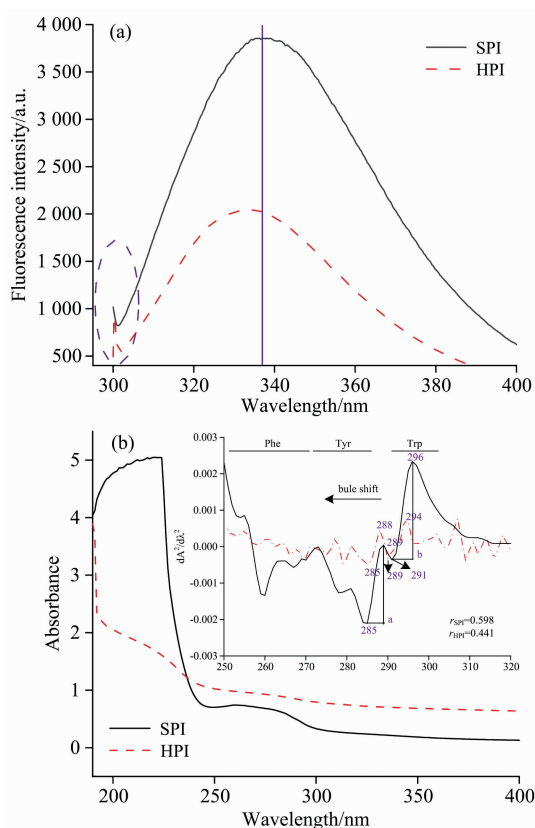 (a)
SPI
HPI
4 000
3 500
3 000
2 500
2 000
1 500
1 000
500
Fluorescence intensity/a.u.
300 320 340 360 380 400
Wavelength/nm
(b)
SPI
HPI
5
4
3
2
1
0
Absorbance
200 250 300 350 400
Wavelength/nm
0.003
0.002
0.001
0.000
-0.001
-0.002
-0.003
dA²/dλ²
Phe Tyr Trp
bule shift
296
294
288
289
285
289
291
285
a
b
rSPI=0.598
rHPI=0.441
250 260 270 280 290 300 310 320